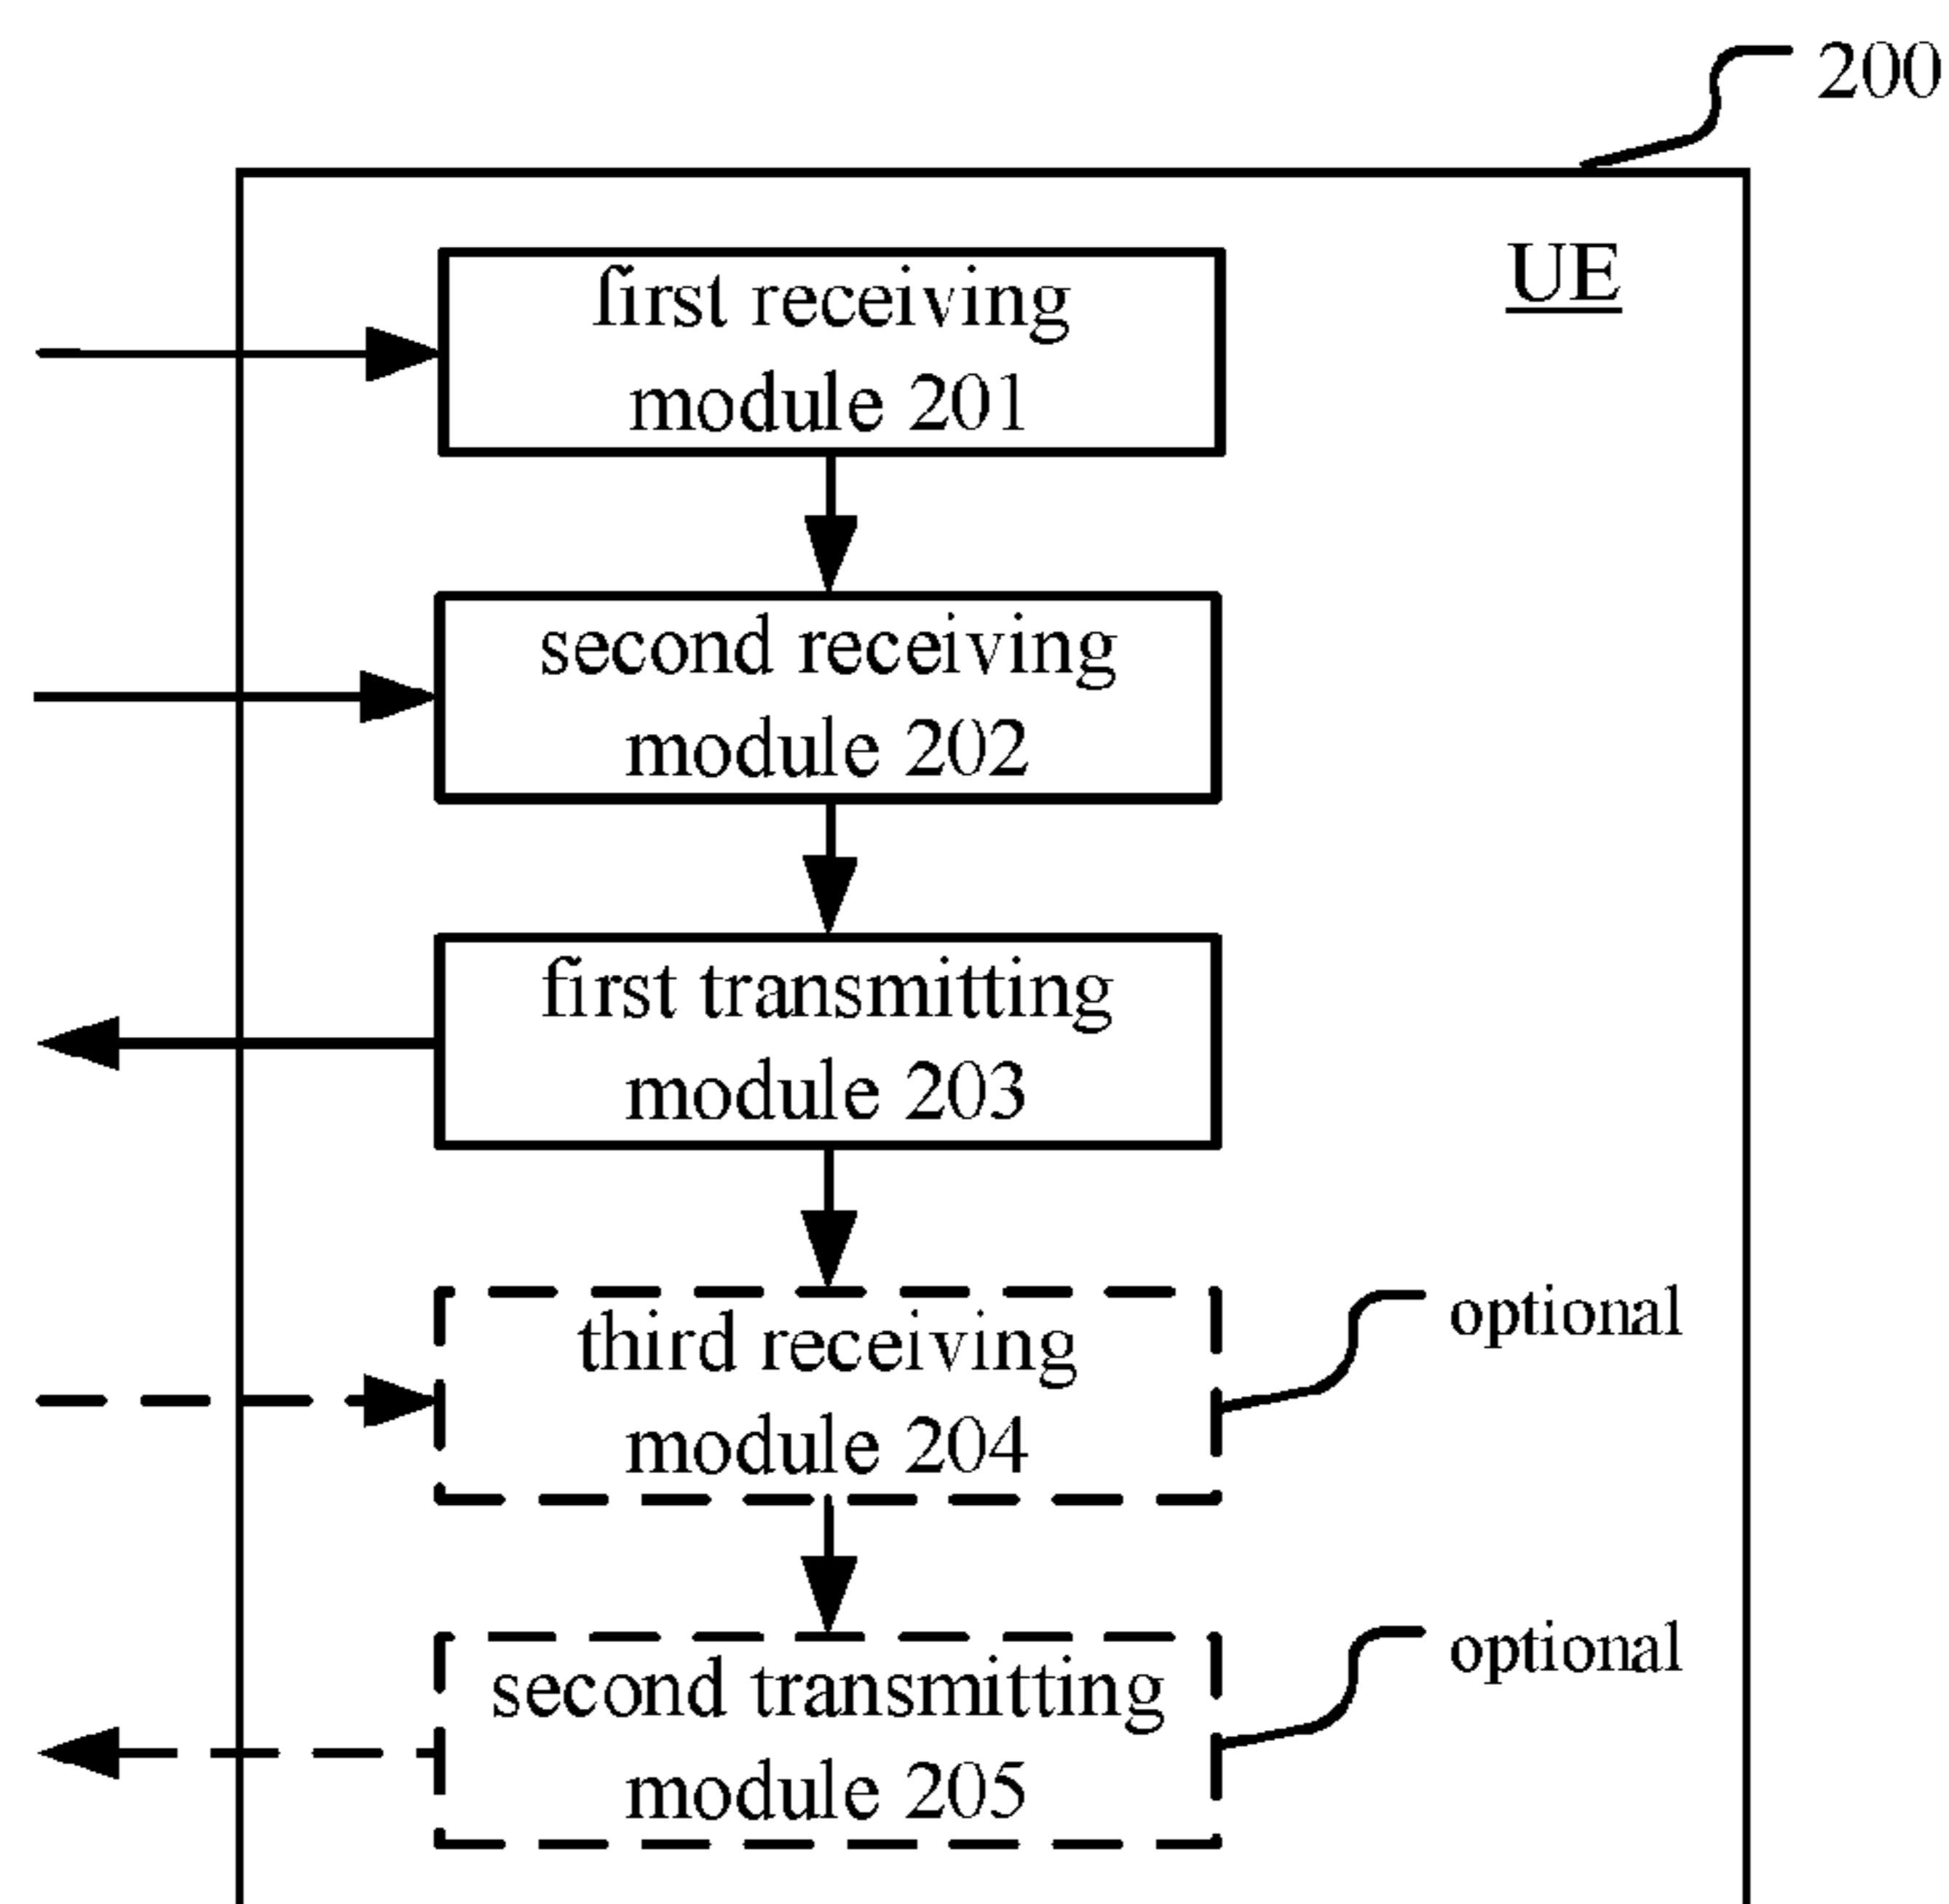 200
UE
first receiving
module 201
second receiving
module 202
first transmitting
module 203
third receiving
module 204
optional
second transmitting
module 205
optional